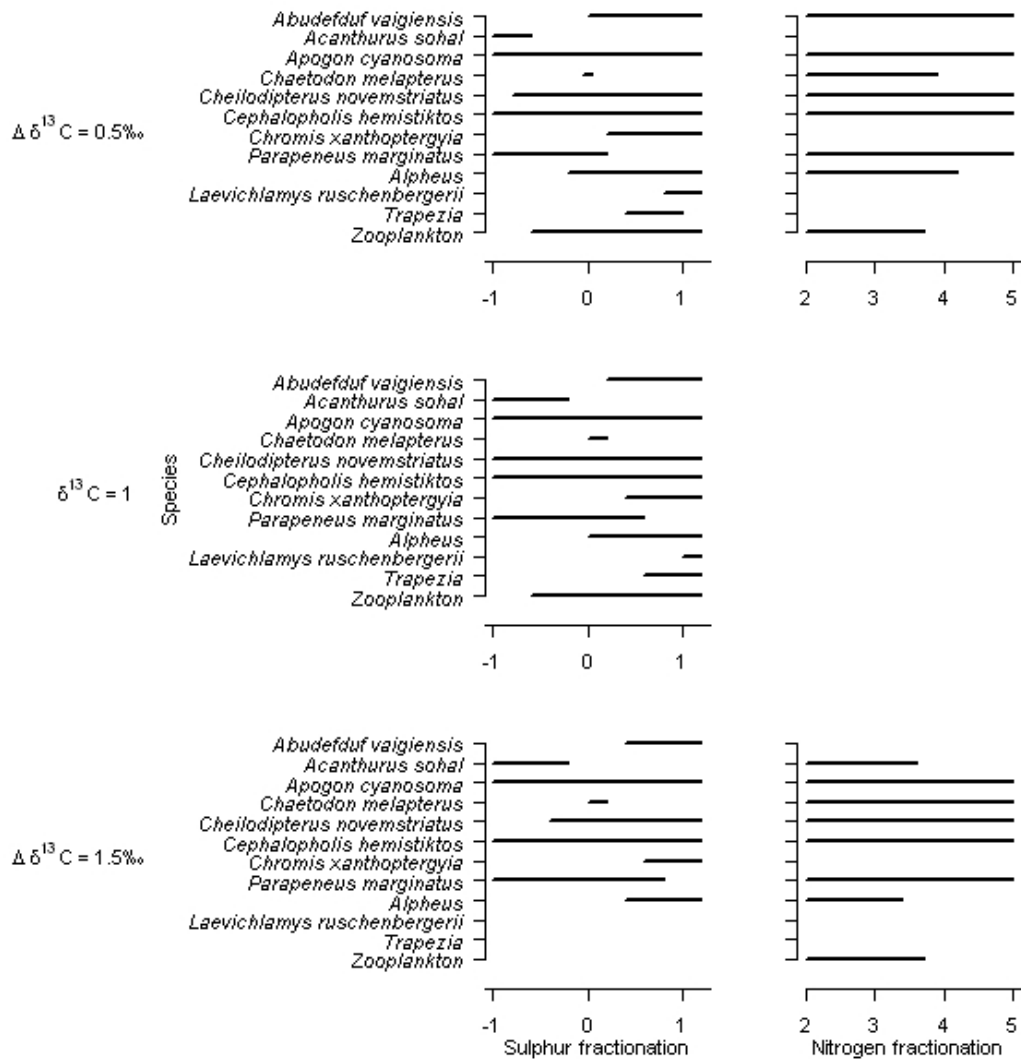 Abudefduf vaigiensis
Acanthurus sohal
Apogon cyanosoma
Chaetodon melapterus
Cheilodipterus novemstriatus
Cephalopholis hemistiktos
Δ δ¹³ C = 0.5‰
Chromis xanthoptergyia
Parapeneus marginatus
Alpheus
Laevichlamys ruschenbergerii
Trapezia
Zooplankton
-1 0 1 2 3 4 5
Abudefduf vaigiensis
Acanthurus sohal
Apogon cyanosoma
Chaetodon melapterus
Cheilodipterus novemstriatus
Cephalopholis hemistiktos
δ¹³ C = 1
Species
Chromis xanthoptergyia
Parapeneus marginatus
Alpheus
Laevichlamys ruschenbergerii
Trapezia
Zooplankton
-1 0 1
Abudefduf vaigiensis
Acanthurus sohal
Apogon cyanosoma
Chaetodon melapterus
Cheilodipterus novemstriatus
Cephalopholis hemistiktos
Δ δ¹³ C = 1.5‰
Chromis xanthoptergyia
Parapeneus marginatus
Alpheus
Laevichlamys ruschenbergerii
Trapezia
Zooplankton
-1 0 1 2 3 4 5
Sulphur fractionation Nitrogen fractionation